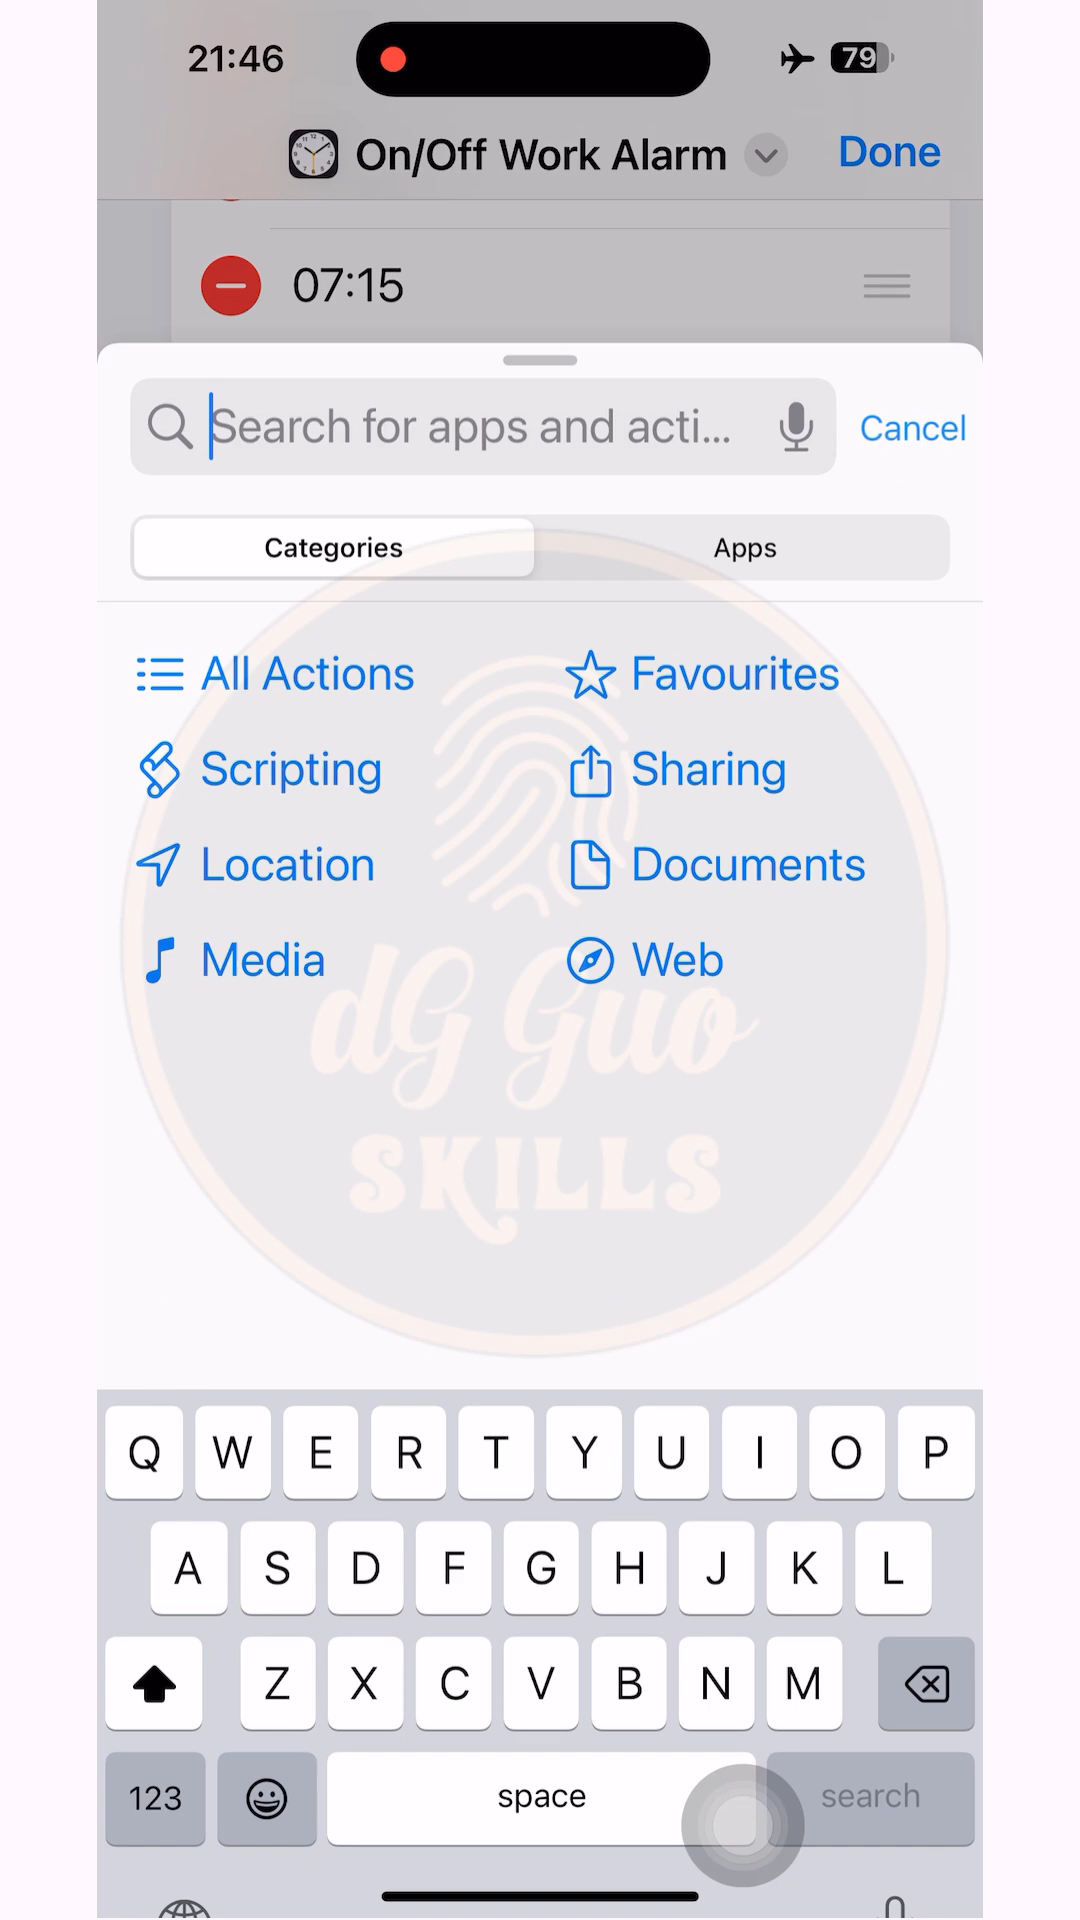 21:46
79
On/Off Work Alarm
Done
07:15
Search for apps and acti...
Cancel
Categories
Apps
All Actions
Favourites
Scripting
Sharing
Location
Documents
Media
Web
dG Guo
SKILLS
Q W E R T Y U I O P
A S D F G H J K L
Z X C V B N M
123
space
search